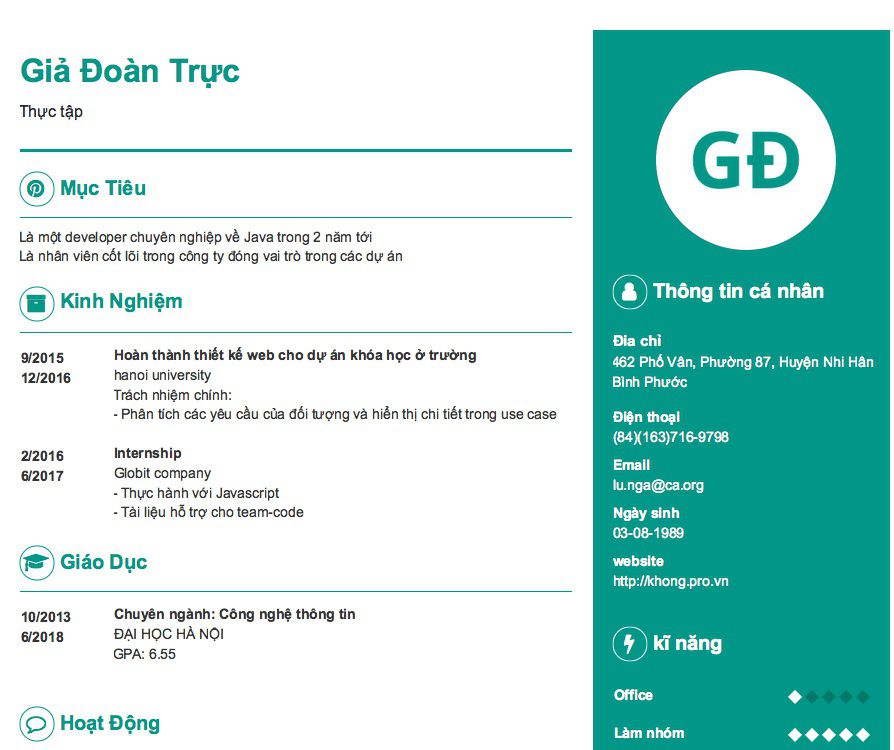 Giả Đoàn Trực
Thực tập
Mục Tiêu
Là một developer chuyên nghiệp về Java trong 2 năm tới
Là nhân viên cốt lõi trong công ty đóng vai trò trong các dự án
Kinh Nghiệm
9/2015
12/2016
Hoàn thành thiết kế web cho dự án khóa học ở trường
hanoi university
Trách nhiệm chính:
- Phân tích các yêu cầu của đối tượng và hiển thị chi tiết trong use case
2/2016
6/2017
Internship
Globit company
- Thực hành với Javascript
- Tài liệu hỗ trợ cho team-code
Giáo Dục
10/2013
6/2018
Chuyên ngành: Công nghệ thông tin
ĐẠI HỌC HÀ NỘI
GPA: 6.55
Hoạt Động
GĐ
Thông tin cá nhân
Đia chỉ
462 Phố Vân, Phường 87, Huyện Nhi Hân
Bình Phước
Điện thoại
(84)(163)716-9798
Email
lu.nga@ca.org
Ngày sinh
03-08-1989
website
http://khong.pro.vn
kĩ năng
Office
Làm nhóm